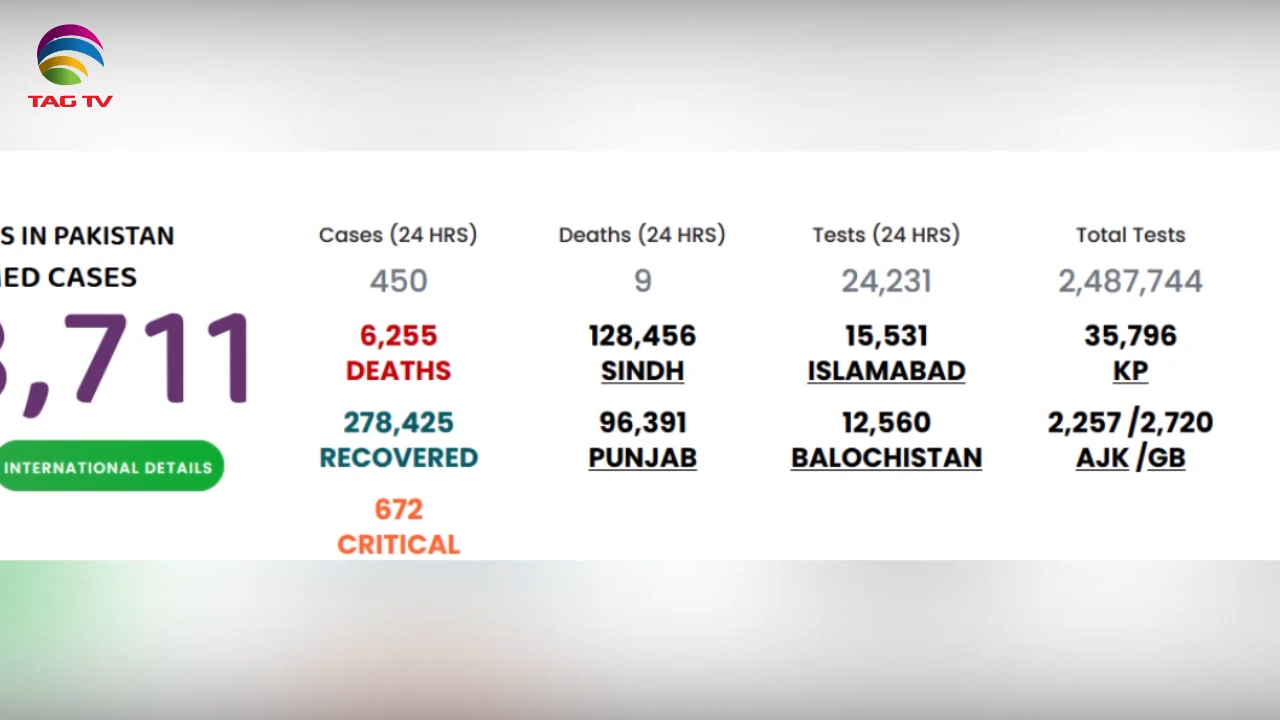 TAG TV
S IN PAKISTAN
ED CASES
,711
INTERNATIONAL DETAILS
Cases (24 HRS) Deaths (24 HRS) Tests (24 HRS) Total Tests
450 9 24,231 2,487,744
6,255 128,456 15,531 35,796
DEATHS SINDH ISLAMABAD KP
278,425 96,391 12,560 2,257 /2,720
RECOVERED PUNJAB BALOCHISTAN AJK /GB
672
CRITICAL